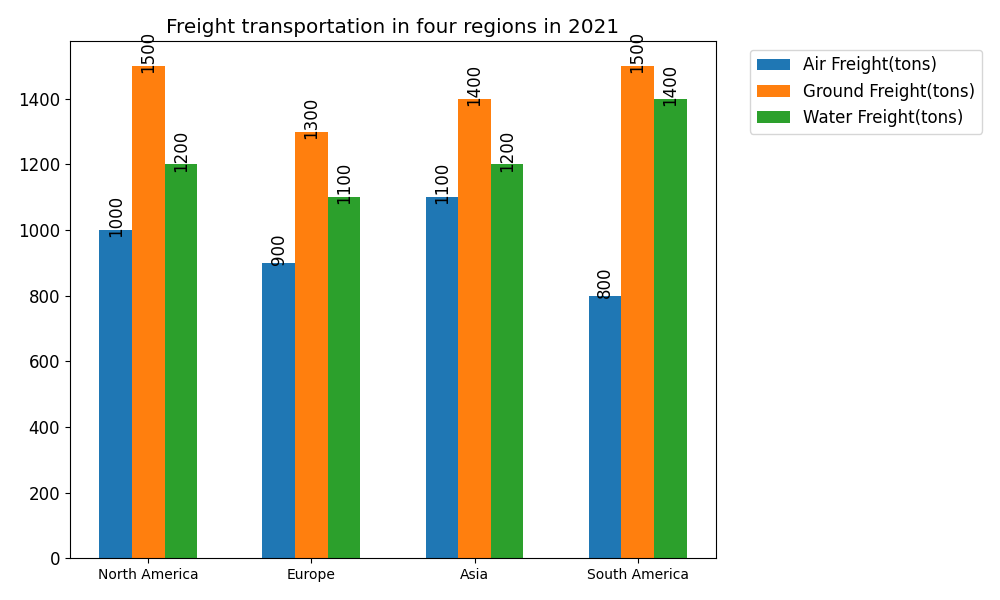 Freight transportation in four regions in 2021
Air Freight(tons)
Ground Freight(tons)
Water Freight(tons)
1400
1200
1000
800
600
400
200
0
1000
1500
1200
900
1300
1100
1100
1400
1200
800
1500
1400
North America
Europe
Asia
South America